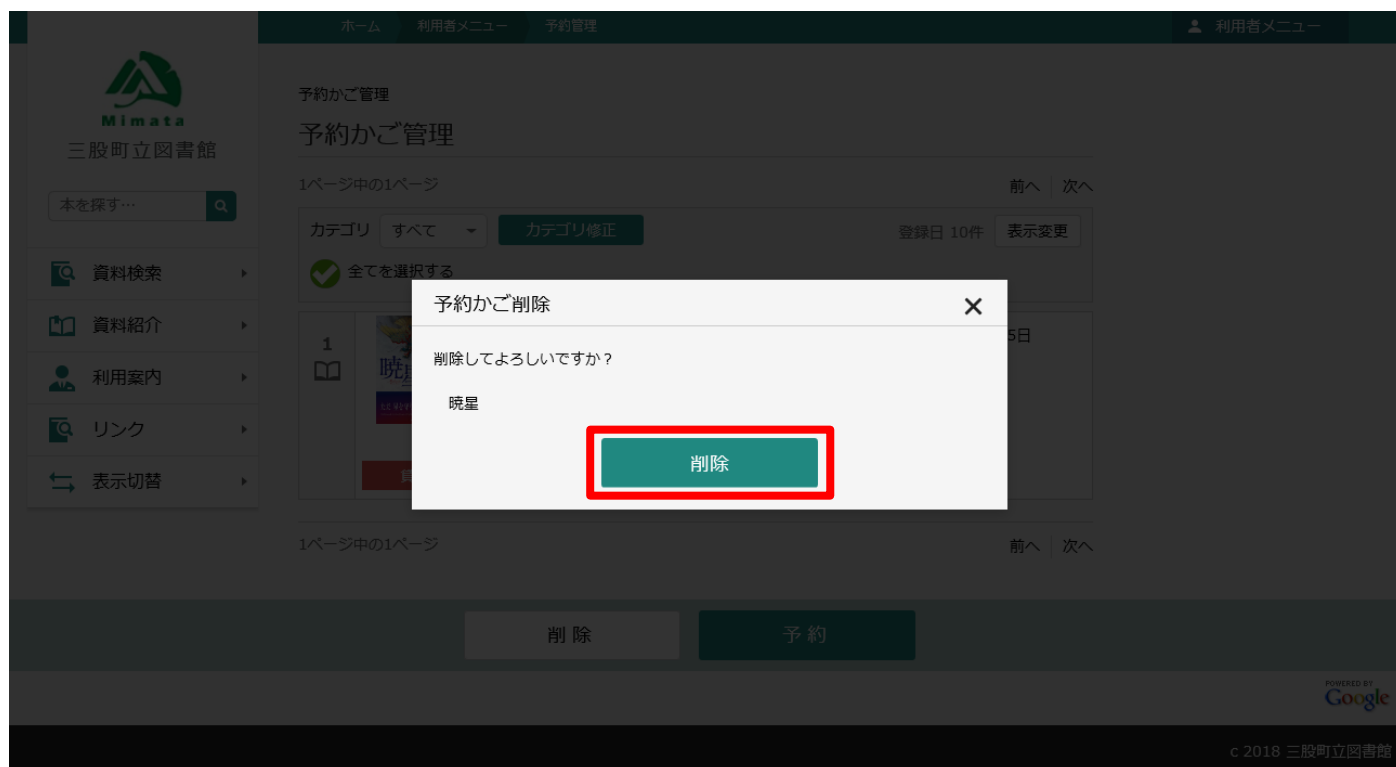 ホーム 利用者メニュー 予約管理 利用者メニュー
Mimata
三股町立図書館
本を探す…
資料検索
資料紹介
利用案内
リンク
表示切替
予約かご管理
予約かご管理
1ページ中の1ページ 前へ 次へ
カテゴリ すべて カテゴリ修正 登録日 10件 表示変更
全てを選択する
1
5日
予約かご削除
削除してよろしいですか？
暁星
削除
1ページ中の1ページ 前へ 次へ
削除 予約
POWERED BY
Google
c 2018 三股町立図書館